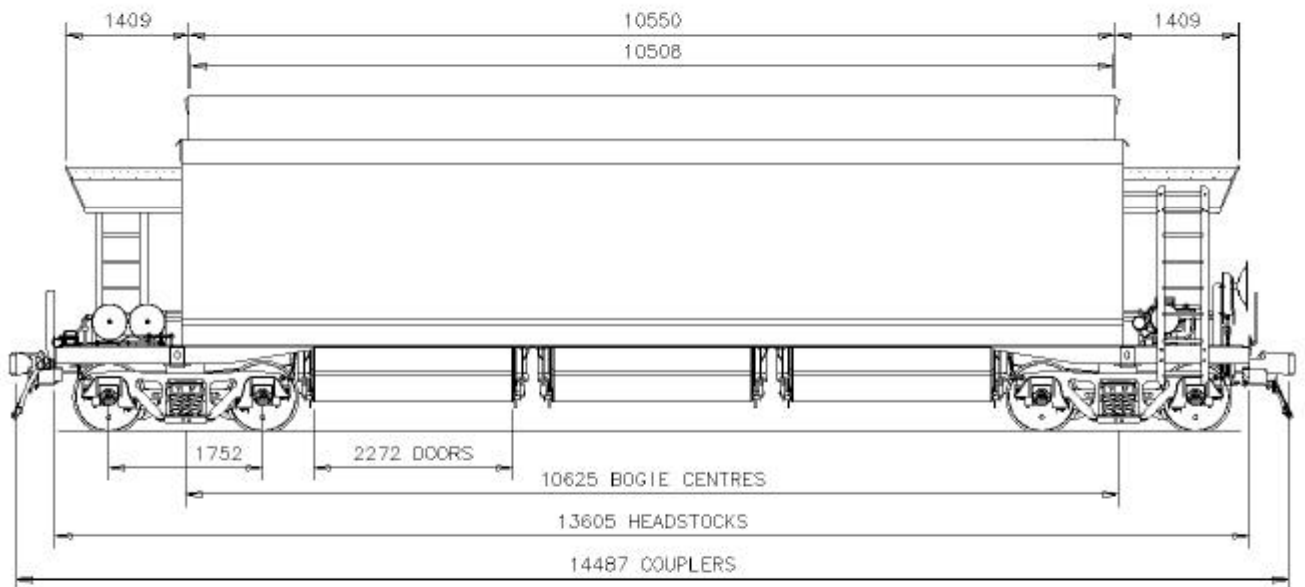 1409 10550 1409
10508
1752 2272 DOORS
10625 BOGIE CENTRES
13605 HEADSTOCKS
14487 COUPLERS